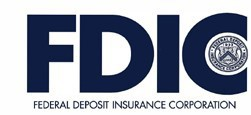 FDIC
FEDERAL DEPOSIT INSURANCE CORPORATION